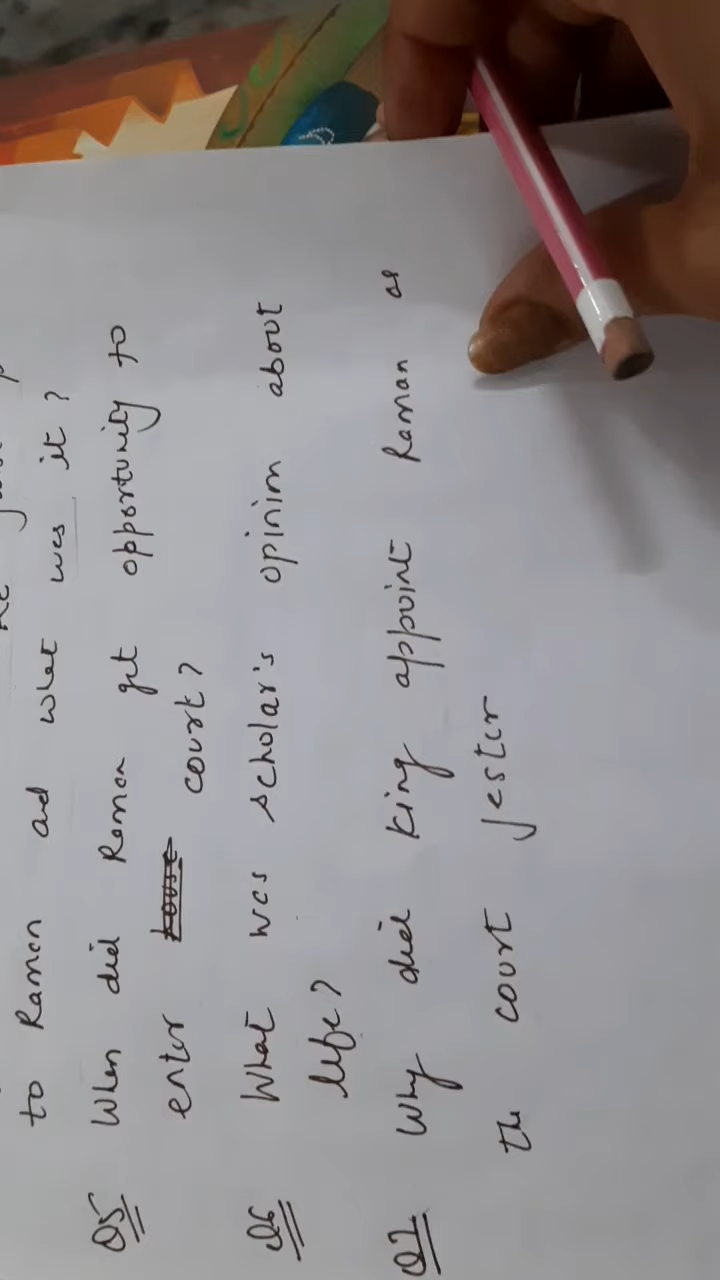 to Raman and what was it?
Q5 When did Raman get opportunity to
enter court?
Q6 What was scholar's opinion about
life?
Q7 Why did king appoint Raman as
the court jester